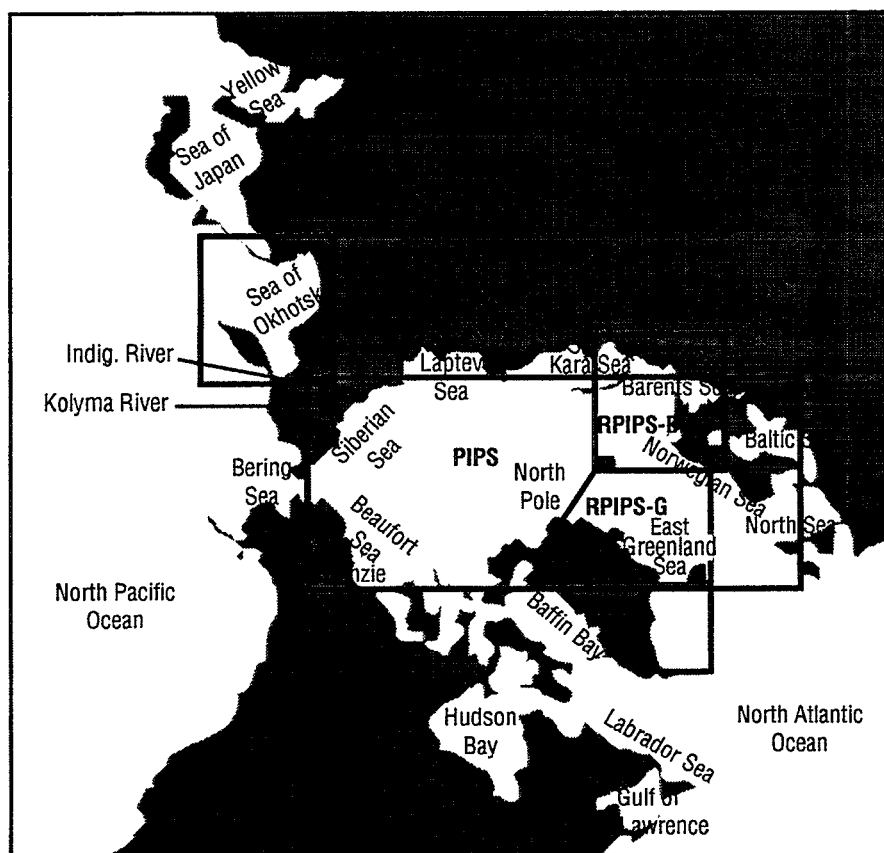 Yellow
Sea
Sea of
Japan
Sea of
Okhotsk
Indig. River
Kolyma River
Laptev
Sea
Kara Sea
Barents S
Siberian
Sea
PIPS
RPIPS-B
Baltic S
Norwegian Sea
Bering
Sea
North
Pole
RPIPS-G
North Sea
Beaufort
Sea
East
Greenland
Sea
nzie
North Pacific
Ocean
Baffin Bay
Hudson
Bay
Labrador Sea
North Atlantic
Ocean
Gulf of
Lawrence